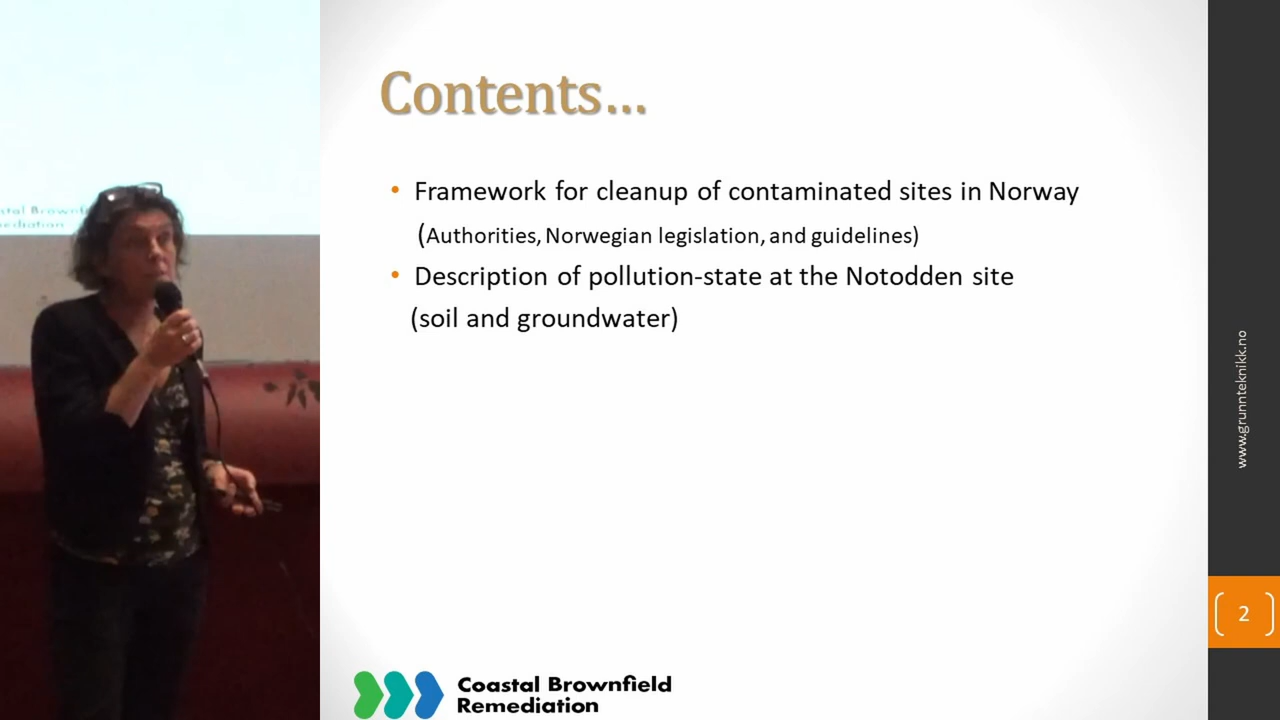 Contents...
• Framework for cleanup of contaminated sites in Norway
(Authorities, Norwegian legislation, and guidelines)
• Description of pollution-state at the Notodden site
(soil and groundwater)
www.grunnteknikk.no
2
Coastal Brownfield
Remediation